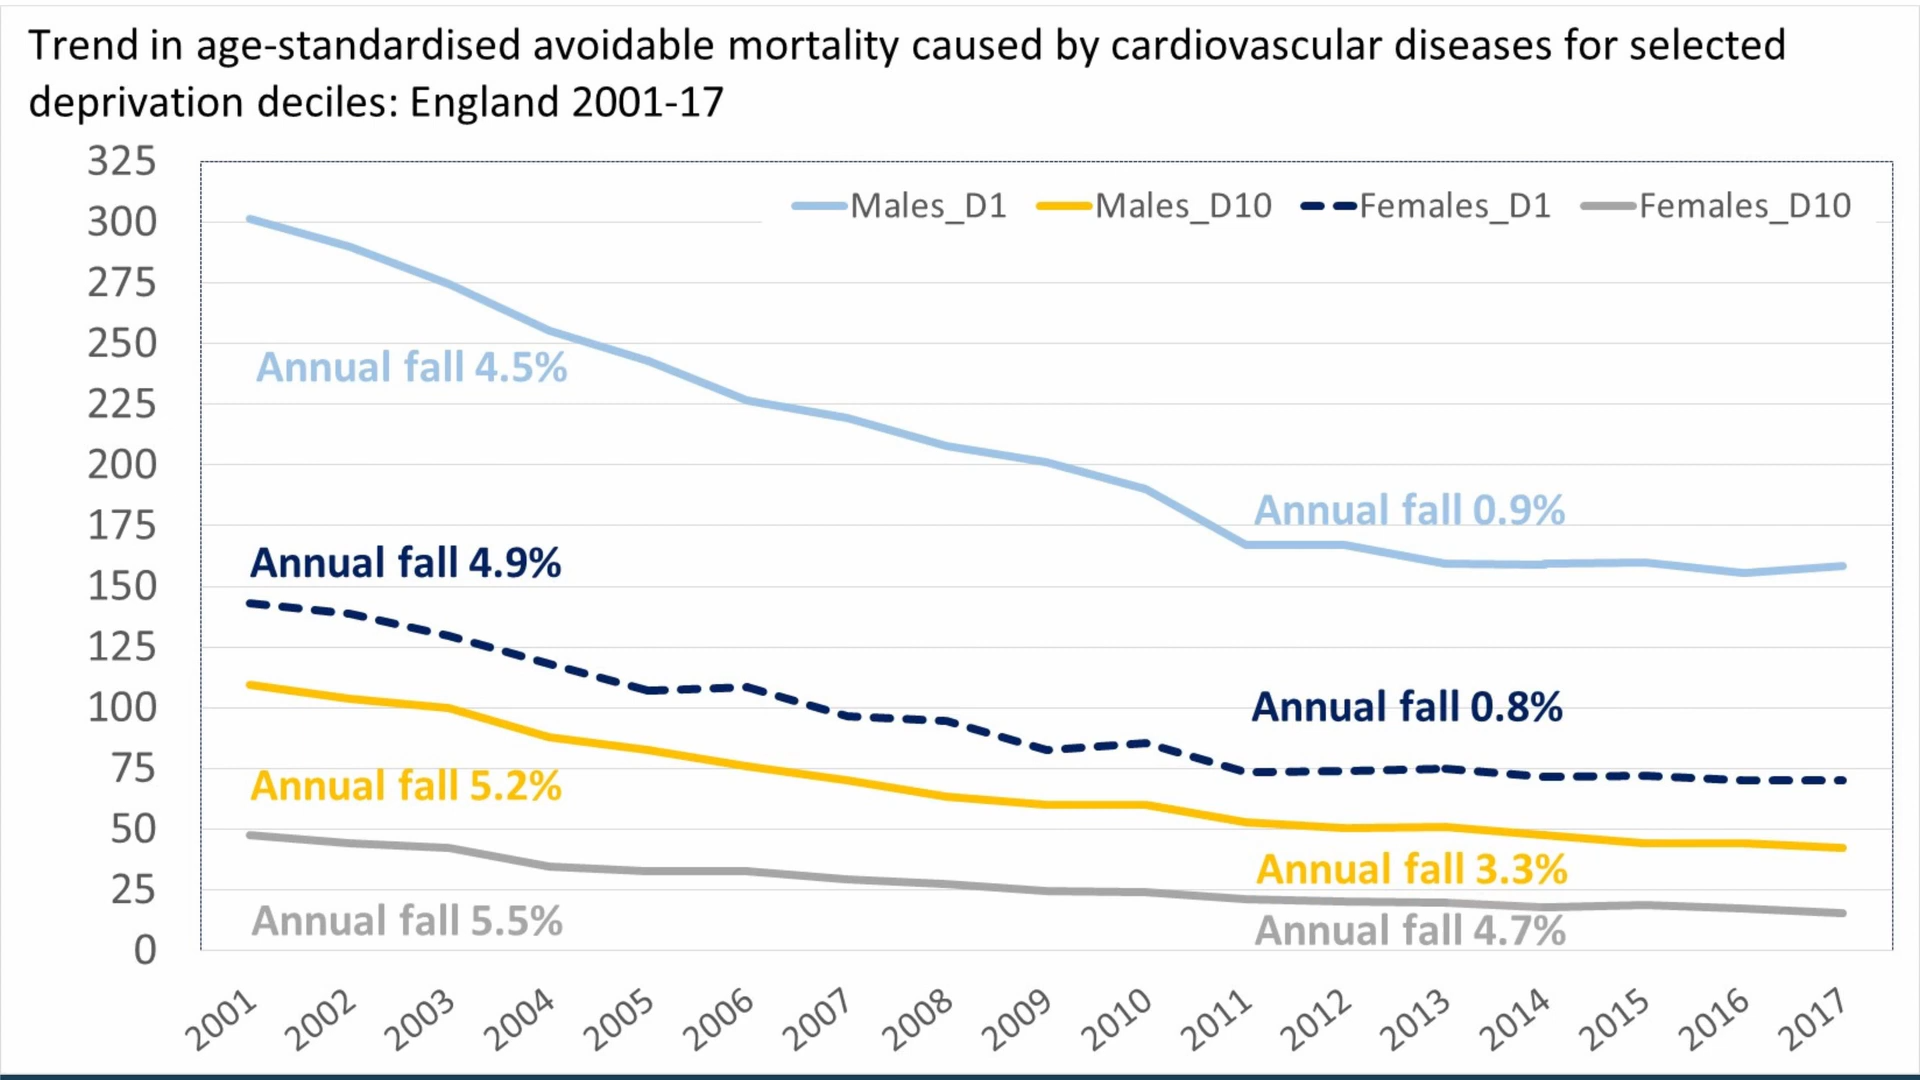 Trend in age-standardised avoidable mortality caused by cardiovascular diseases for selected
deprivation deciles: England 2001-17
325
300
275
250
225
200
175
150
125
100
75
50
25
0
Males_D1 Males_D10 Females_D1 Females_D10
Annual fall 4.5%
Annual fall 0.9%
Annual fall 4.9%
Annual fall 0.8%
Annual fall 5.2%
Annual fall 3.3%
Annual fall 5.5%
Annual fall 4.7%
2001 2002 2003 2004 2005 2006 2007 2008 2009 2010 2011 2012 2013 2014 2015 2016 2017